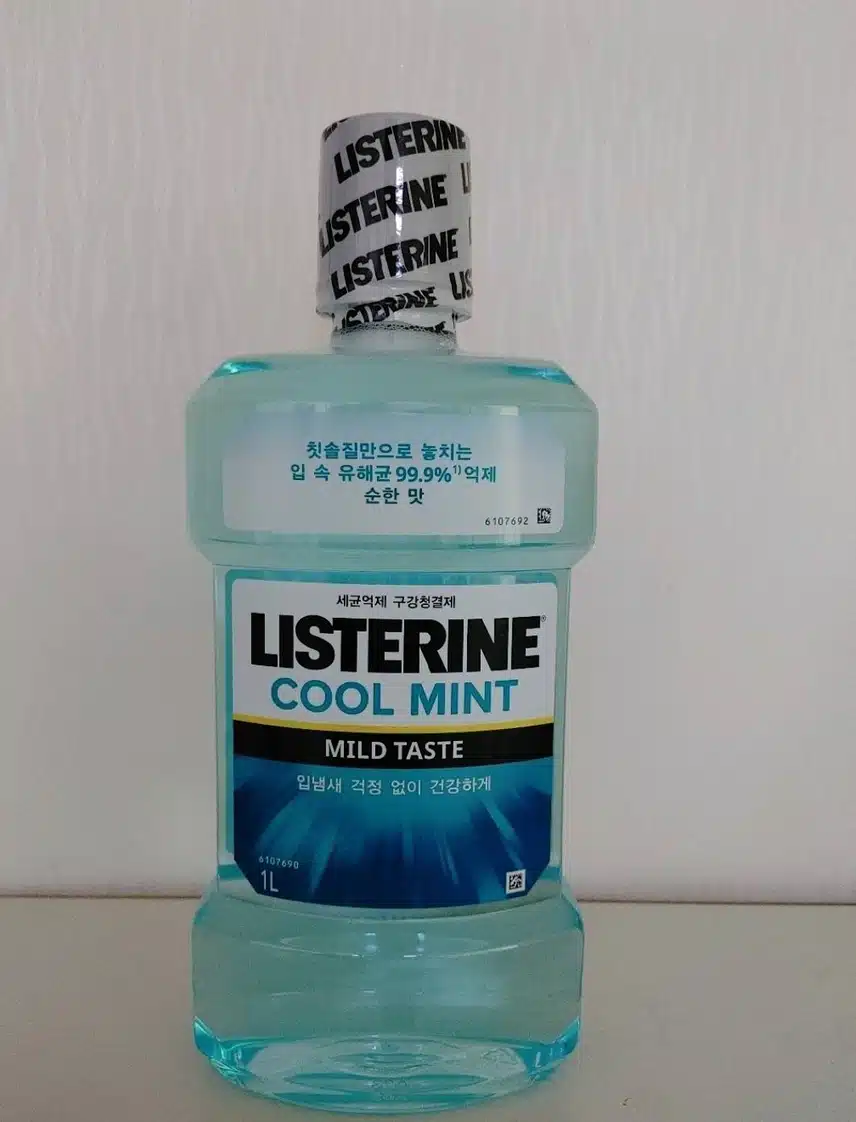 LISTERINE
LISTERINE
LISTERINE
LISTERINE
칫솔질만으로 놓치는
입 속 유해균 99.9%¹⁾억제
순한 맛
6107692
세균억제 구강청결제
LISTERINE®
COOL MINT
MILD TASTE
입냄새 걱정 없이 건강하게
6107690
1L